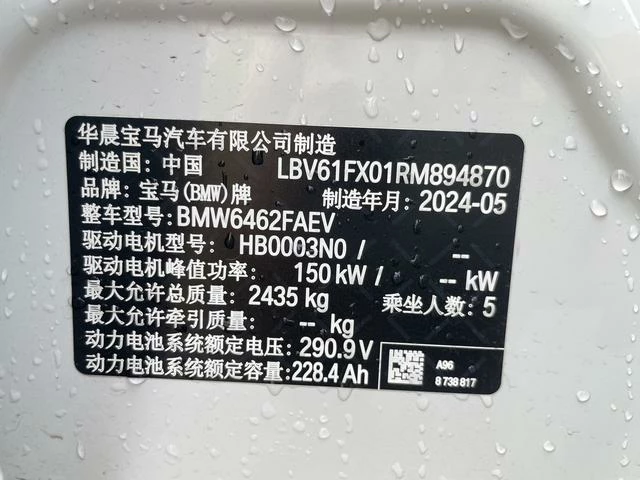 华晨宝马汽车有限公司制造
制造国: 中国 LBV61FX01RM894870
品牌: 宝马(BMW)牌 制造年月: 2024-05
整车型号: BMW6462FAEV
驱动电机型号: HB0003N0 / --
驱动电机峰值功率: 150 kW / -- kW
最大允许总质量: 2435 kg 乘坐人数: 5
最大允许牵引质量: -- kg
动力电池系统额定电压: 290.9 V
动力电池系统额定容量: 228.4 Ah
A96
8 738 817